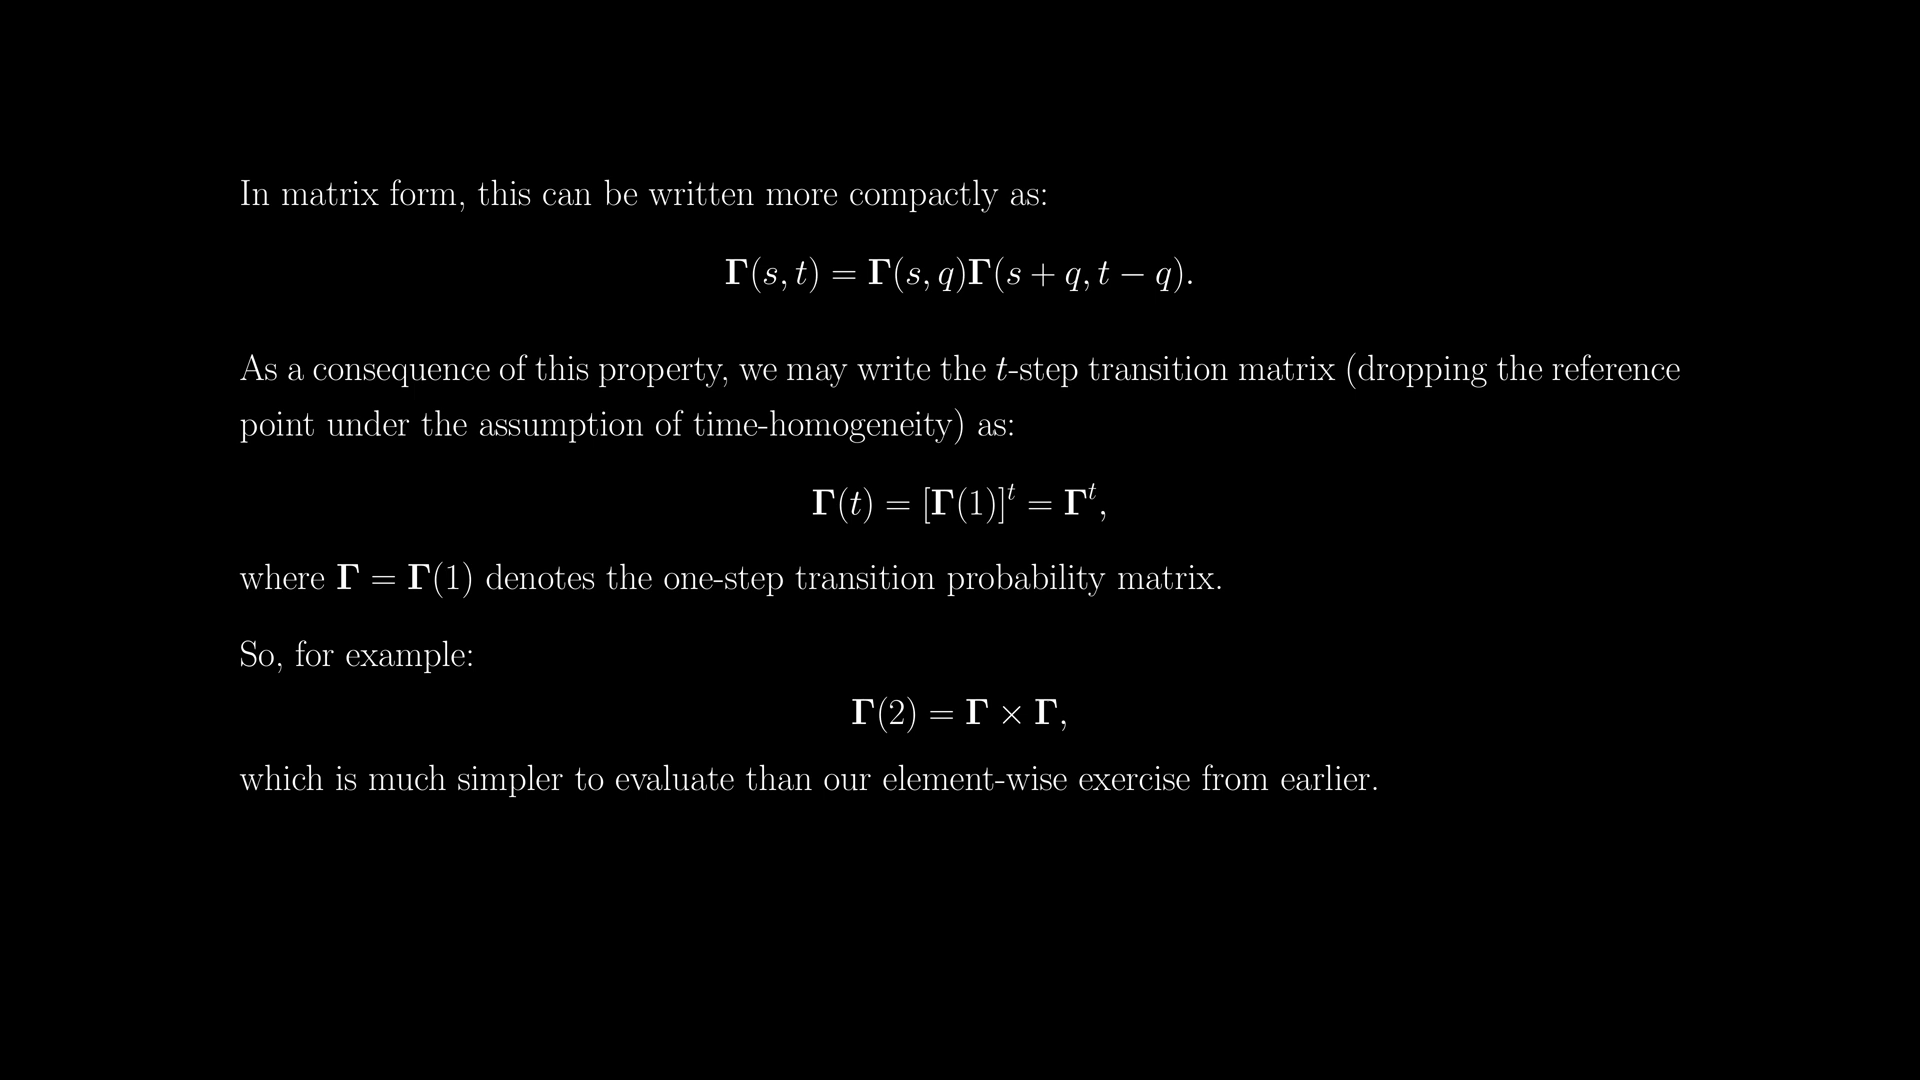 In matrix form, this can be written more compactly as:
𝚪(s, t) = 𝚪(s, q)𝚪(s + q, t − q).
As a consequence of this property, we may write the t-step transition matrix (dropping the reference
point under the assumption of time-homogeneity) as:
𝚪(t) = [𝚪(1)]ᵗ = 𝚪ᵗ,
where 𝚪 = 𝚪(1) denotes the one-step transition probability matrix.
So, for example:
𝚪(2) = 𝚪 × 𝚪,
which is much simpler to evaluate than our element-wise exercise from earlier.